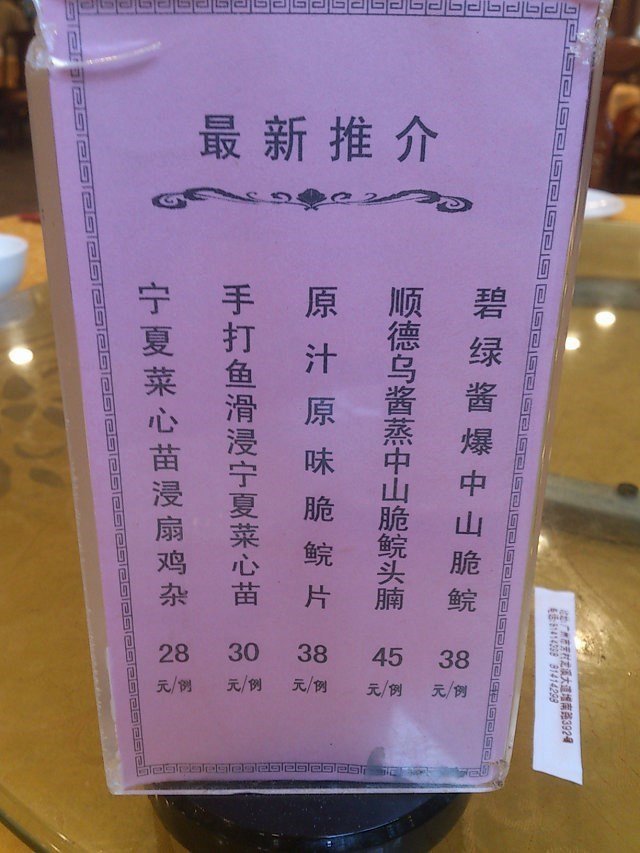 最新推介
碧绿酱爆中山脆鲩
38
元/例
顺德乌酱蒸中山脆鲩头腩
45
元/例
原汁原味脆鲩片
38
元/例
手打鱼滑浸宁夏菜心苗
30
元/例
宁夏菜心苗浸扇鸡杂
28
元/例